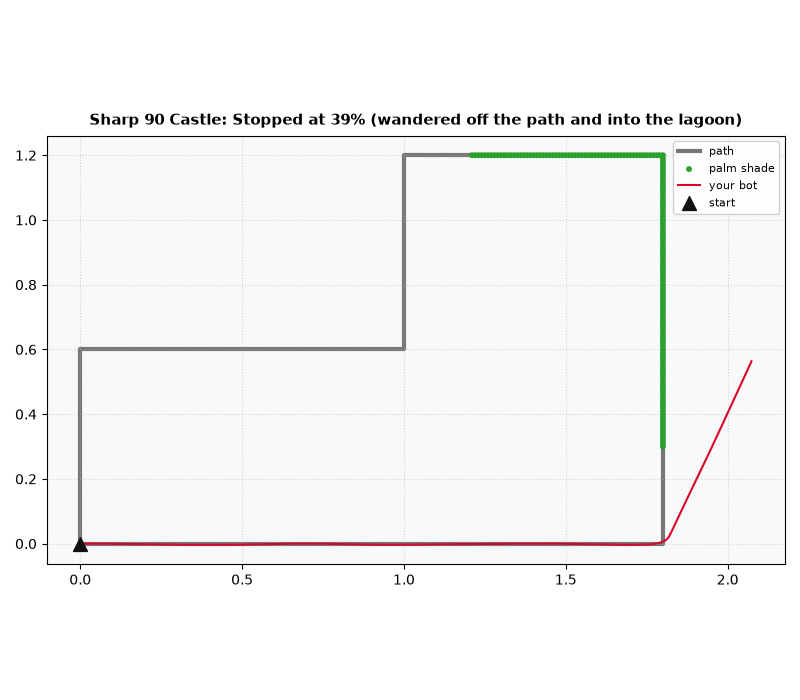 Sharp 90 Castle: Stopped at 39% (wandered off the path and into the lagoon)
path
palm shade
your bot
start
1.2
1.0
0.8
0.6
0.4
0.2
0.0
0.0 0.5 1.0 1.5 2.0